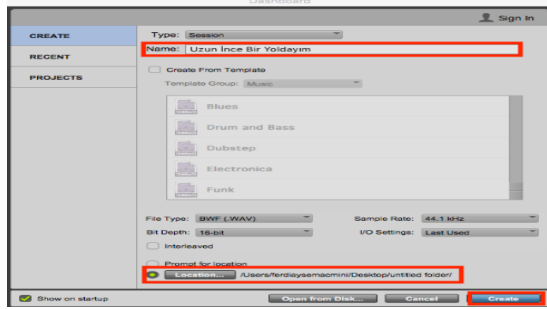 Dashboard
Sign In
CREATE
RECENT
PROJECTS
Type: Session
Name: Uzun İnce Bir Yoldayım
Create From Template
Template Group: Music
Blues
Drum and Bass
Dubstep
Electronica
Funk
File Type: BWF (.WAV) Sample Rate: 44.1 kHz
Bit Depth: 16-bit I/O Settings: Last Used
Interleaved
Prompt for location
Location... /Users/ferdiaysemaomini/Desktop/untitled folder/
Show on startup Open from Disk... Cancel Create